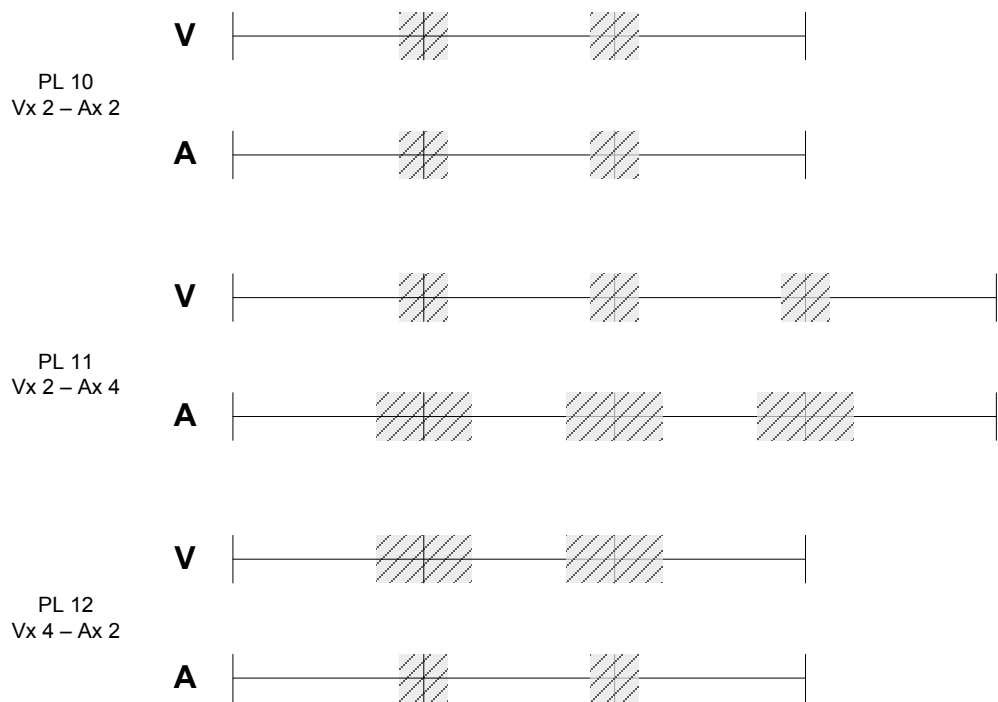 V
PL 10
Vx 2 – Ax 2
A
V
PL 11
Vx 2 – Ax 4
A
V
PL 12
Vx 4 – Ax 2
A